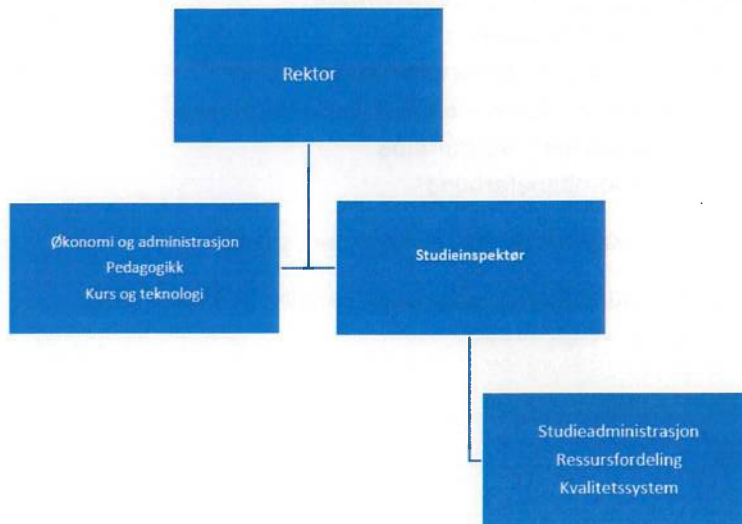 Rektor
Økonomi og administrasjon
Pedagogikk
Kurs og teknologi
Studieinspektør
Studieadministrasjon
Ressursfordeling
Kvalitetssystem